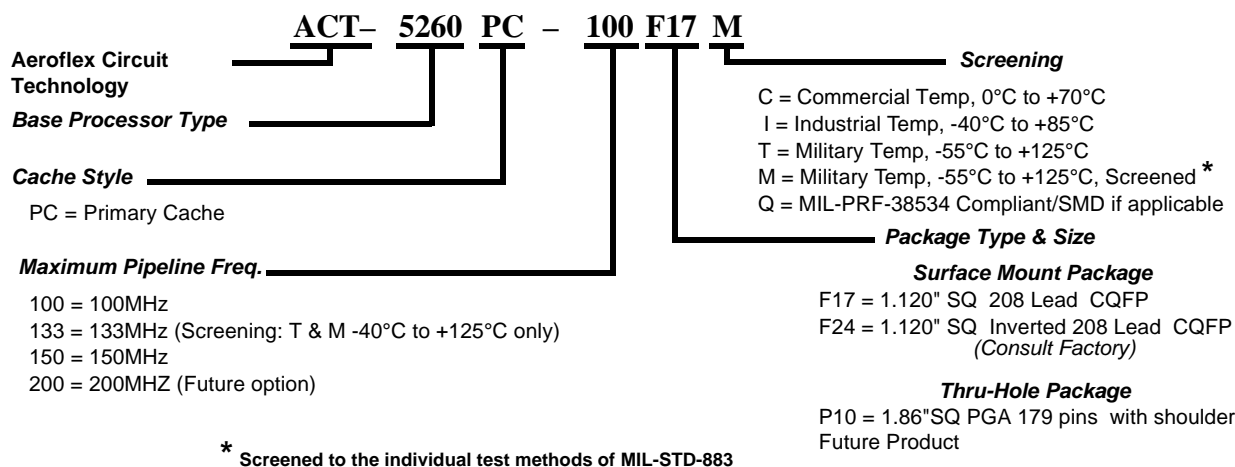 ACT– 5260 PC – 100 F17 M
Aeroflex Circuit
Technology
Base Processor Type
Cache Style
PC = Primary Cache
Maximum Pipeline Freq.
100 = 100MHz
133 = 133MHz (Screening: T & M -40°C to +125°C only)
150 = 150MHz
200 = 200MHZ (Future option)
Screening
C = Commercial Temp, 0°C to +70°C
I = Industrial Temp, -40°C to +85°C
T = Military Temp, -55°C to +125°C
M = Military Temp, -55°C to +125°C, Screened *
Q = MIL-PRF-38534 Compliant/SMD if applicable
Package Type & Size
Surface Mount Package
F17 = 1.120" SQ 208 Lead CQFP
F24 = 1.120" SQ Inverted 208 Lead CQFP
(Consult Factory)
Thru-Hole Package
P10 = 1.86"SQ PGA 179 pins with shoulder
Future Product
* Screened to the individual test methods of MIL-STD-883